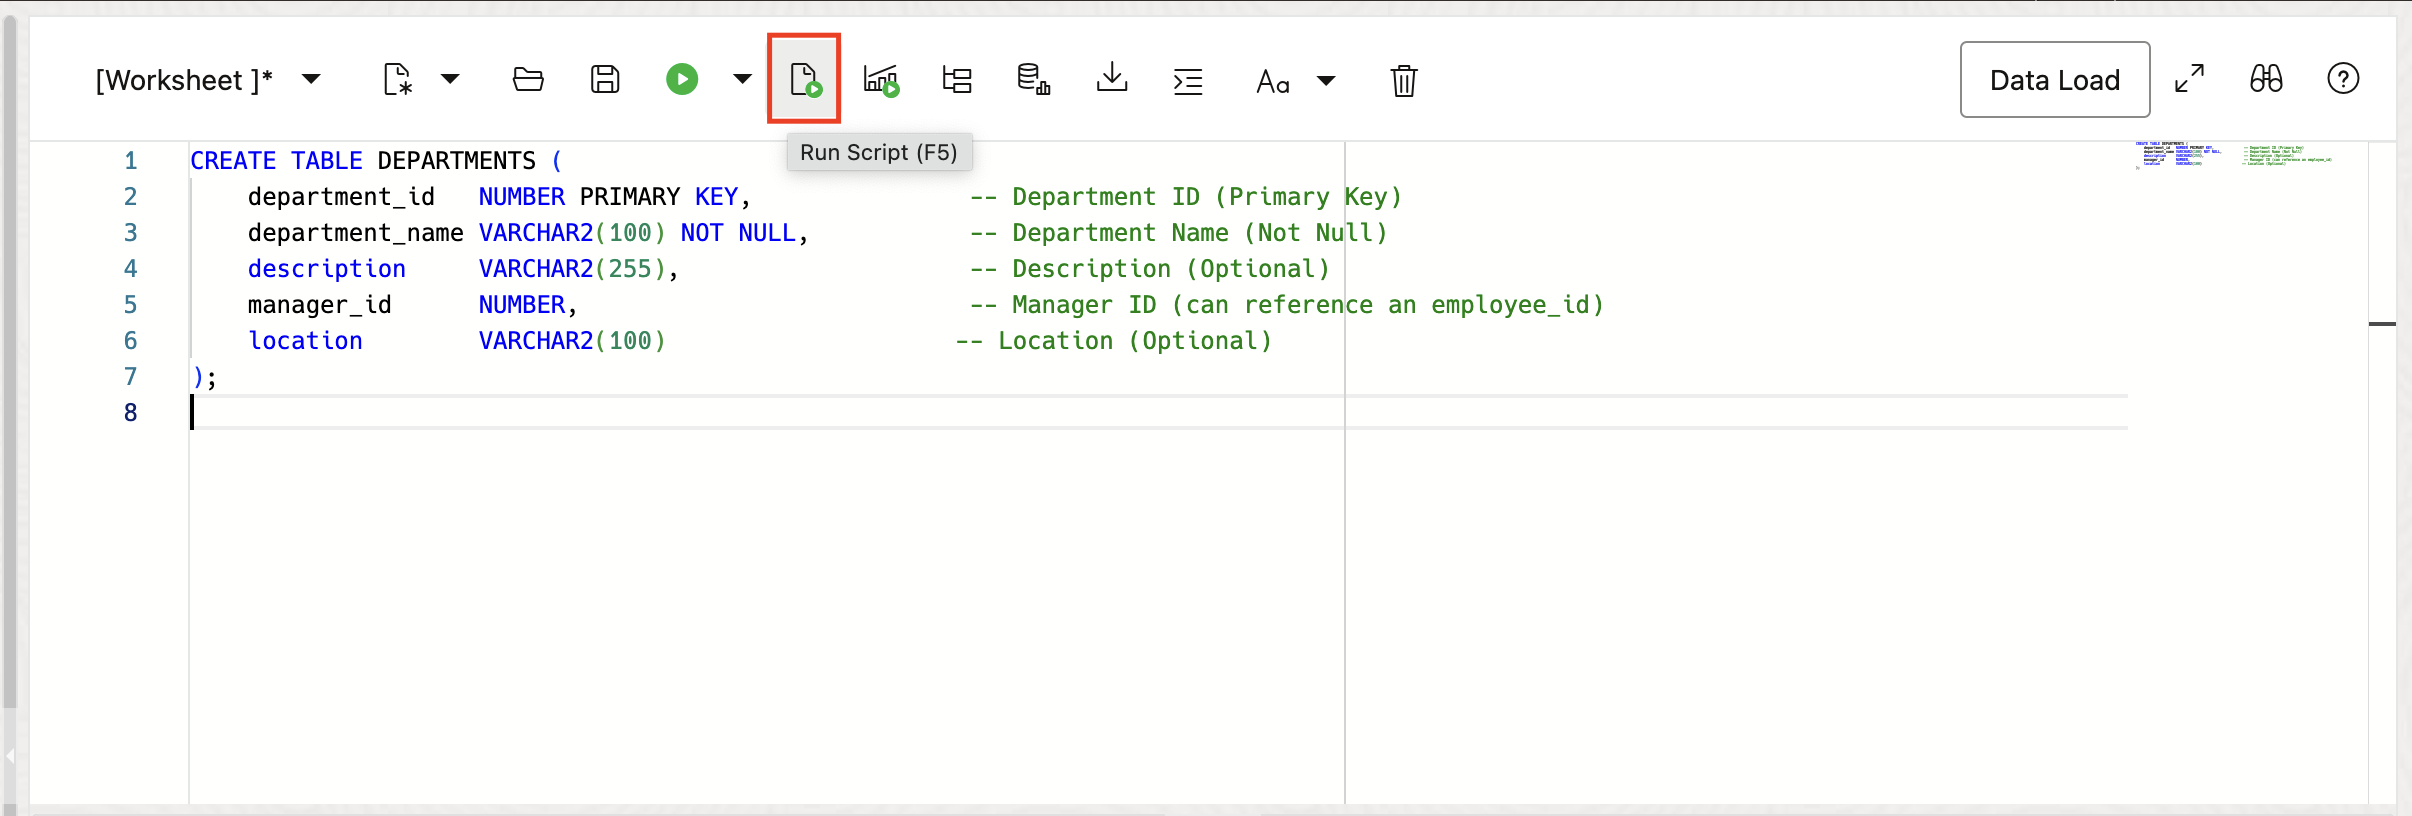 [Worksheet ]* Aa Data Load
Run Script (F5)
1 CREATE TABLE DEPARTMENTS (
2     department_id   NUMBER PRIMARY KEY,               -- Department ID (Primary Key)
3     department_name VARCHAR2(100) NOT NULL,           -- Department Name (Not Null)
4     description     VARCHAR2(255),                    -- Description (Optional)
5     manager_id      NUMBER,                           -- Manager ID (can reference an employee_id)
6     location        VARCHAR2(100)                    -- Location (Optional)
7 );
8